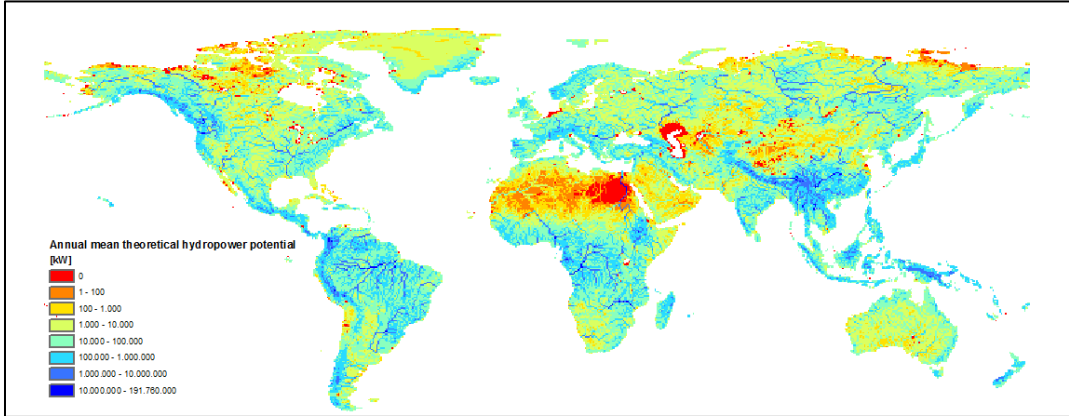 Annual mean theoretical hydropower potential
[kW]
0
1 - 100
100 - 1.000
1.000 - 10.000
10.000 - 100.000
100.000 - 1.000.000
1.000.000 - 10.000.000
10.000.000 - 191.760.000